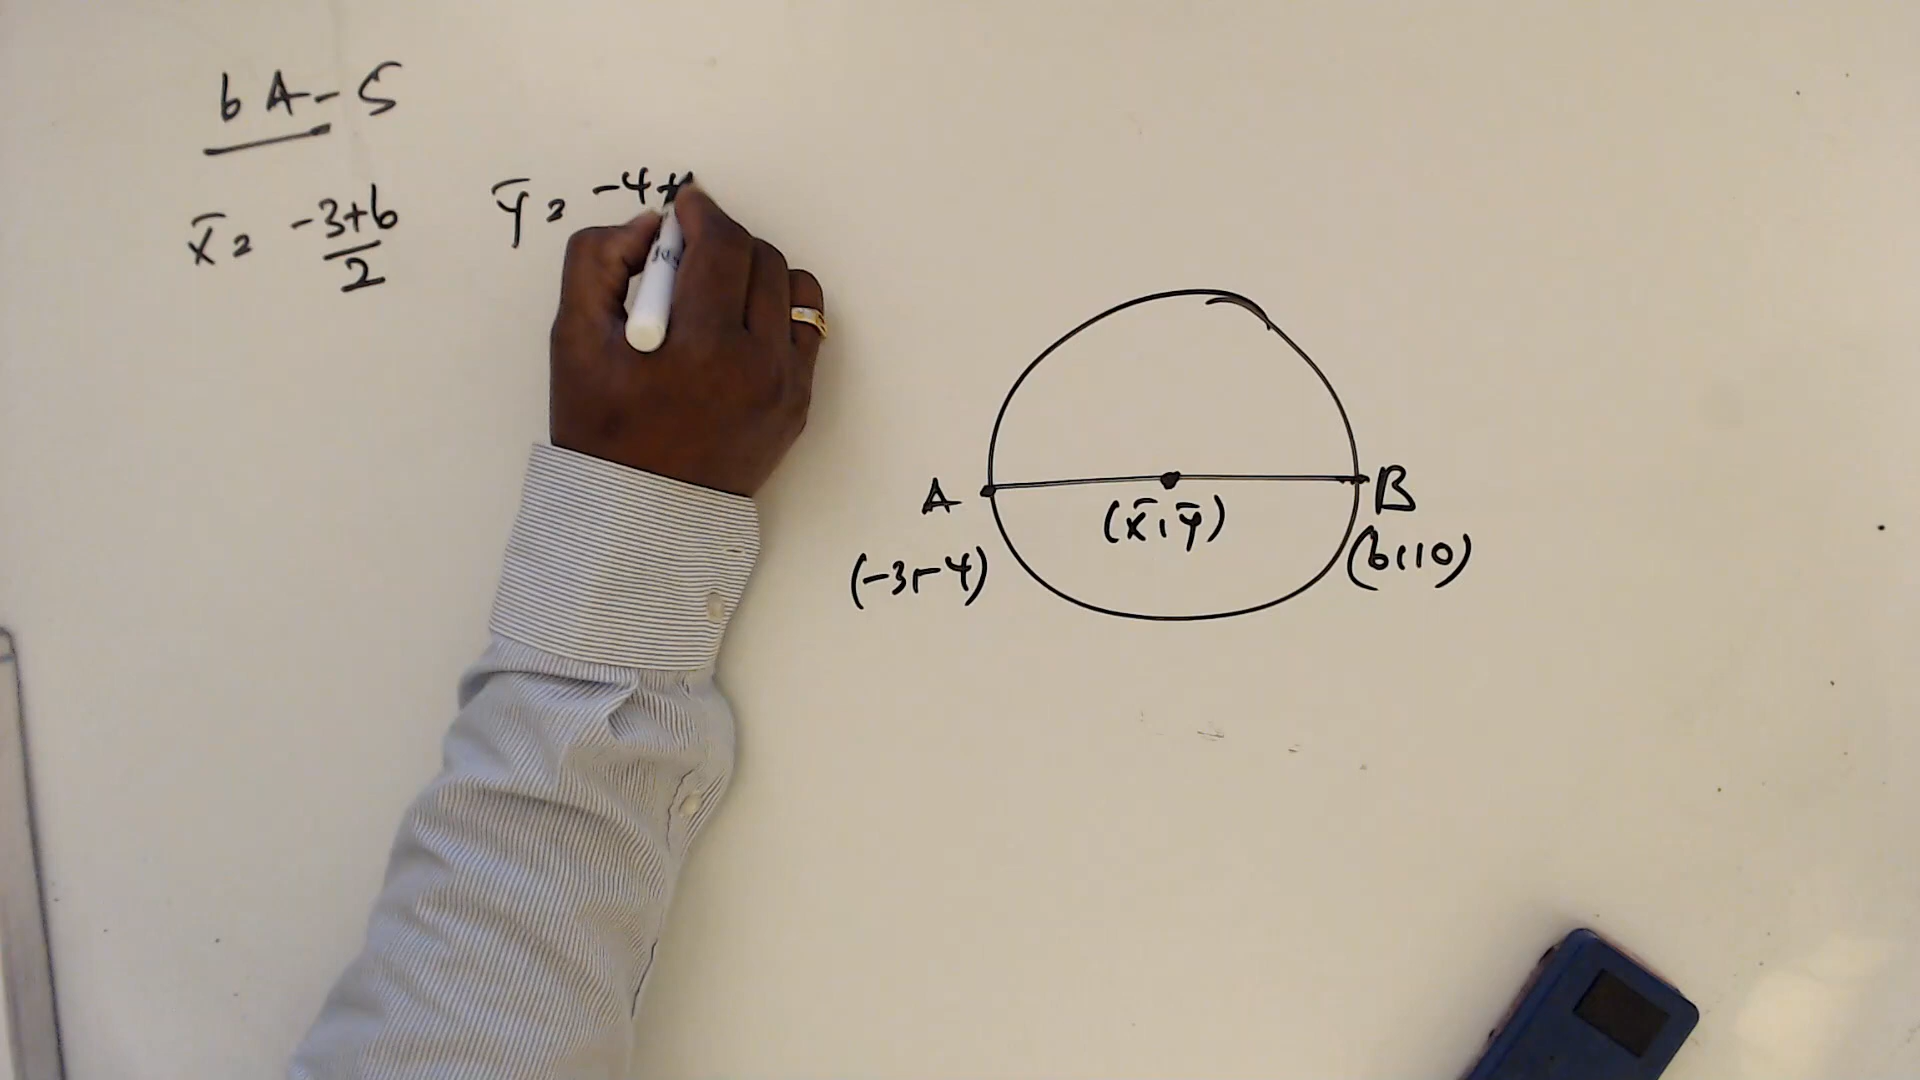 6A-5
x̄ = -3+6
2
ȳ = -4+
A
B
(x̄, ȳ)
(-3,-4)
(6,10)